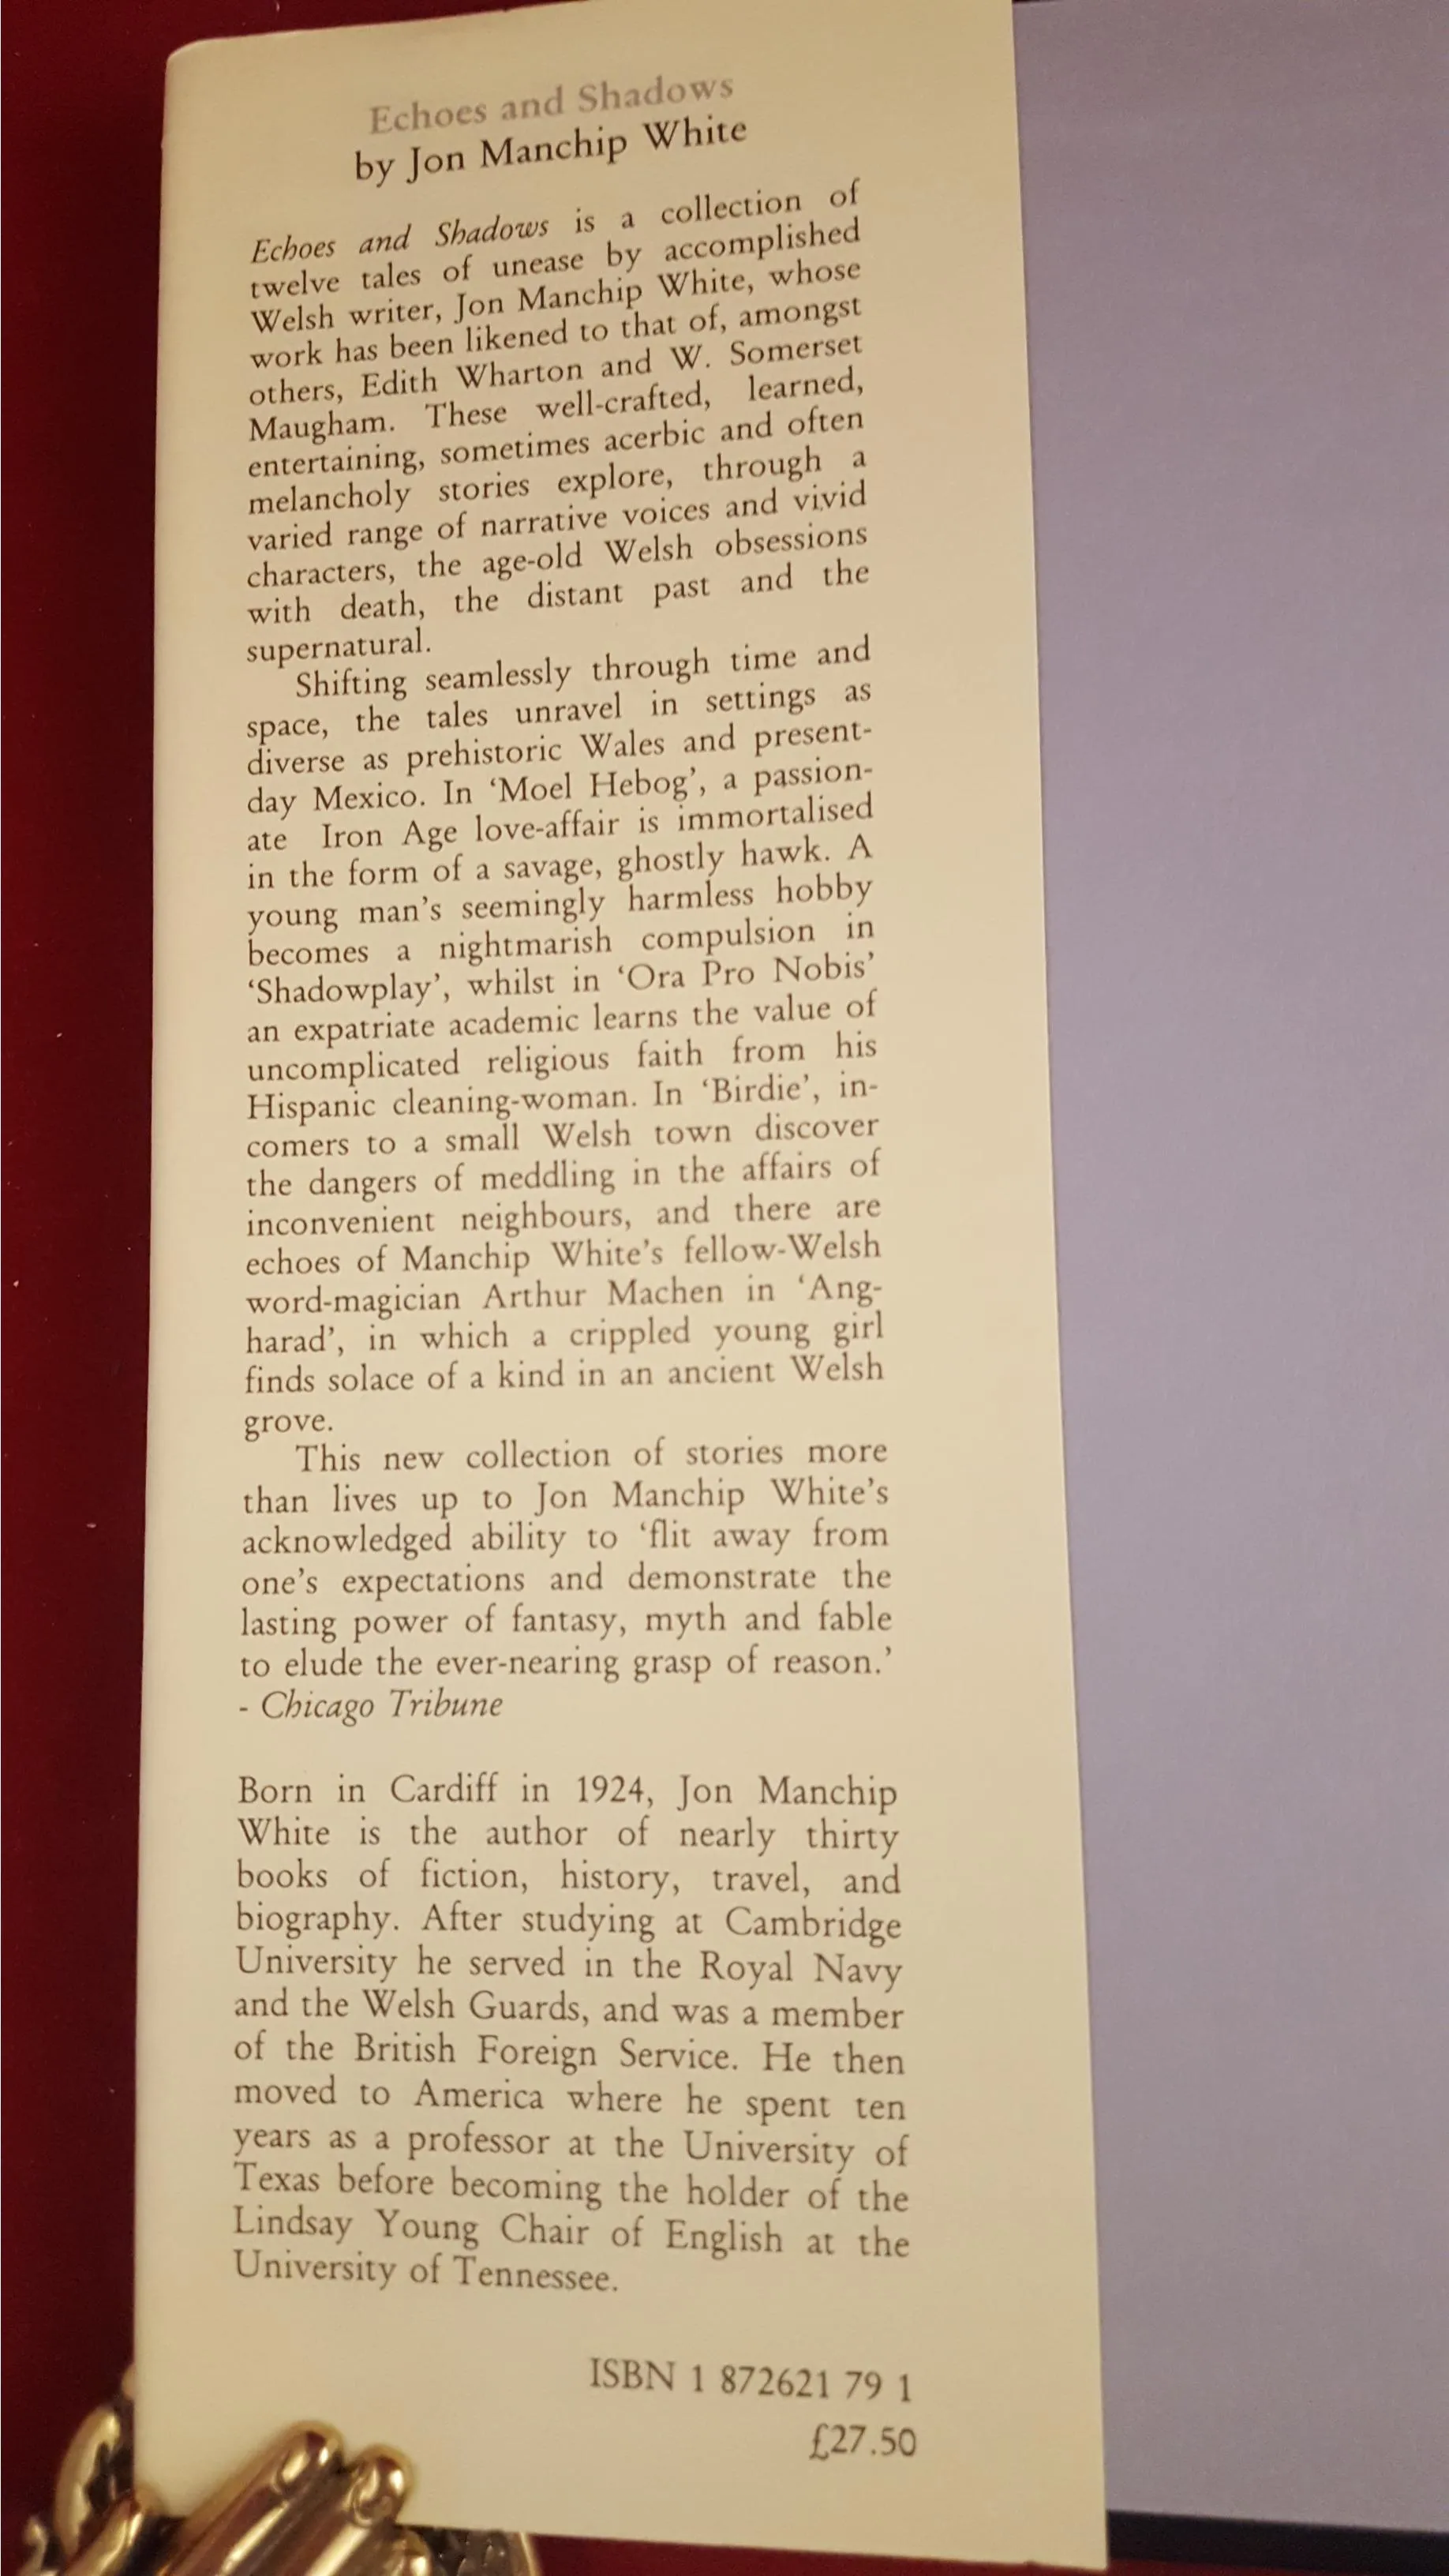 Echoes and Shadows
by Jon Manchip White
Echoes and Shadows is a collection of
twelve tales of unease by accomplished
Welsh writer, Jon Manchip White, whose
work has been likened to that of, amongst
others, Edith Wharton and W. Somerset
Maugham. These well-crafted, learned,
entertaining, sometimes acerbic and often
melancholy stories explore, through a
varied range of narrative voices and vivid
characters, the age-old Welsh obsessions
with death, the distant past and the
supernatural.
Shifting seamlessly through time and
space, the tales unravel in settings as
diverse as prehistoric Wales and present-
day Mexico. In ‘Moel Hebog’, a passion-
ate Iron Age love-affair is immortalised
in the form of a savage, ghostly hawk. A
young man’s seemingly harmless hobby
becomes a nightmarish compulsion in
‘Shadowplay’, whilst in ‘Ora Pro Nobis’
an expatriate academic learns the value of
uncomplicated religious faith from his
Hispanic cleaning-woman. In ‘Birdie’, in-
comers to a small Welsh town discover
the dangers of meddling in the affairs of
inconvenient neighbours, and there are
echoes of Manchip White’s fellow-Welsh
word-magician Arthur Machen in ‘Ang-
harad’, in which a crippled young girl
finds solace of a kind in an ancient Welsh
grove.
This new collection of stories more
than lives up to Jon Manchip White’s
acknowledged ability to ‘flit away from
one’s expectations and demonstrate the
lasting power of fantasy, myth and fable
to elude the ever-nearing grasp of reason.’
- Chicago Tribune
Born in Cardiff in 1924, Jon Manchip
White is the author of nearly thirty
books of fiction, history, travel, and
biography. After studying at Cambridge
University he served in the Royal Navy
and the Welsh Guards, and was a member
of the British Foreign Service. He then
moved to America where he spent ten
years as a professor at the University of
Texas before becoming the holder of the
Lindsay Young Chair of English at the
University of Tennessee.
ISBN 1 872621 79 1
£27.50